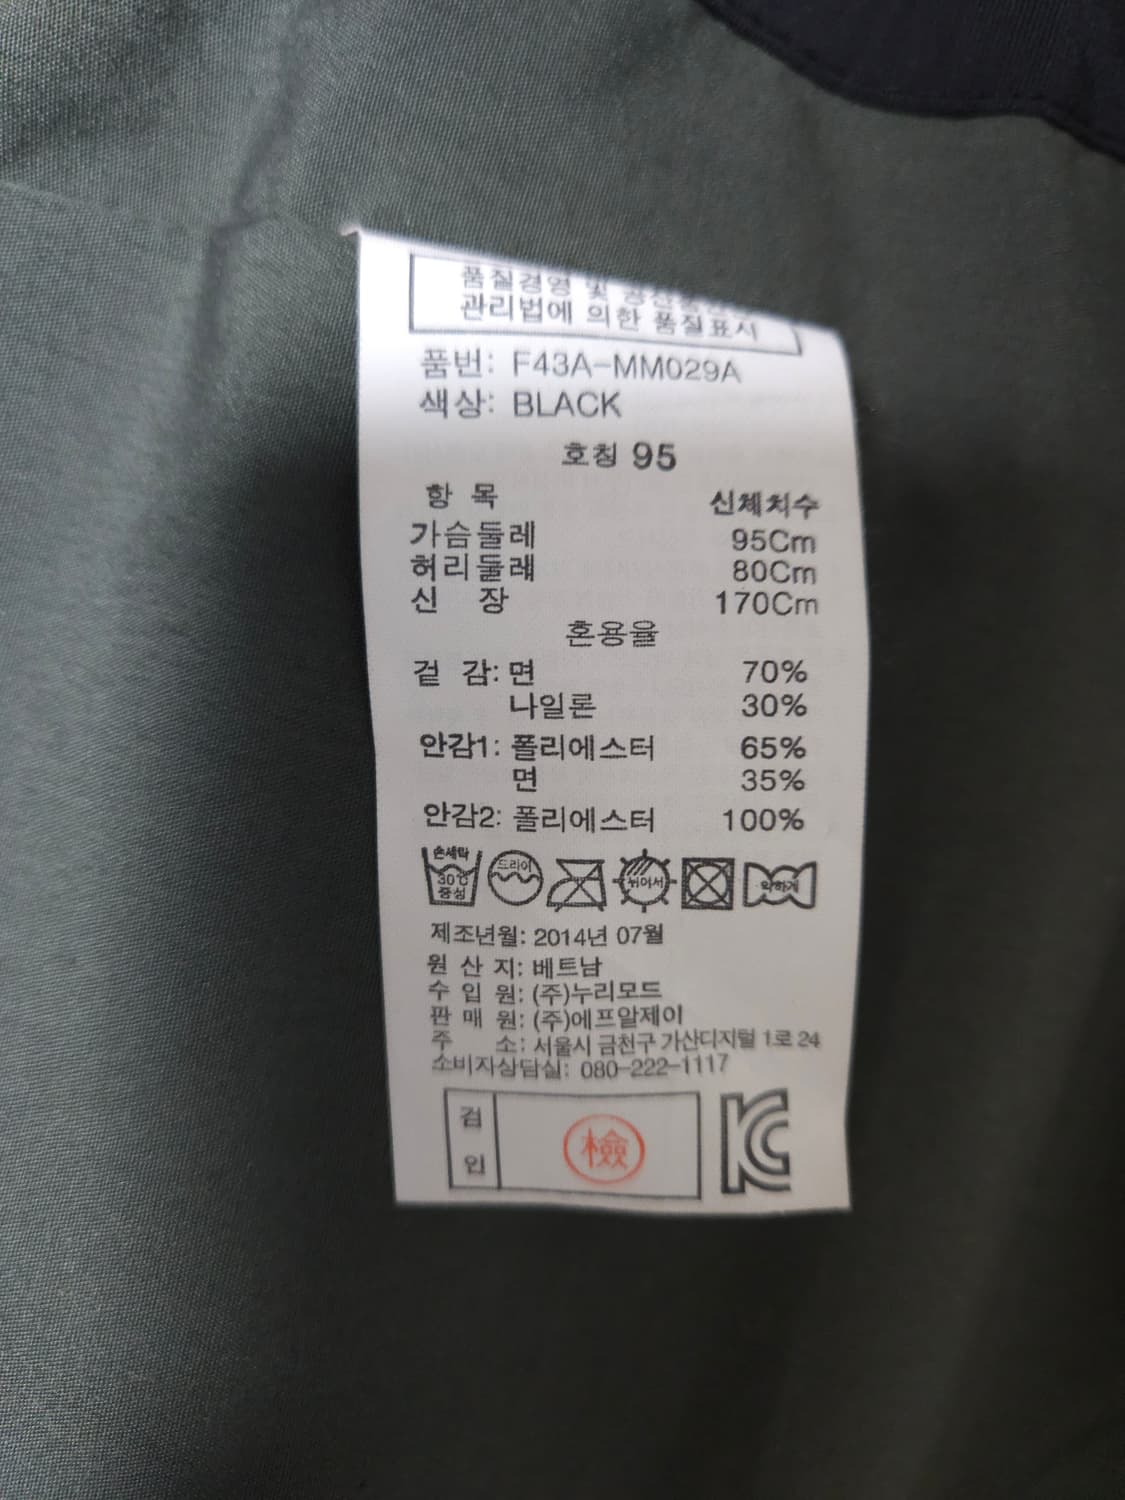 품질경영 및 공산품안전
관리법에 의한 품질표시
품번: F43A-MM029A
색상: BLACK
호칭 95
항 목 신체치수
가슴둘레 95Cm
허리둘레 80Cm
신 장 170Cm
혼용율
겉 감: 면 70%
나일론 30%
안감1: 폴리에스터 65%
면 35%
안감2: 폴리에스터 100%
손세탁 30℃ 중성 드라이 뉘어서 약하게
제조년월: 2014년 07월
원 산 지: 베트남
수 입 원: (주)누리모드
판 매 원: (주)에프알제이
주 소: 서울시 금천구 가산디지털 1로 24
소비자상담실: 080-222-1117
검인 檢 KC